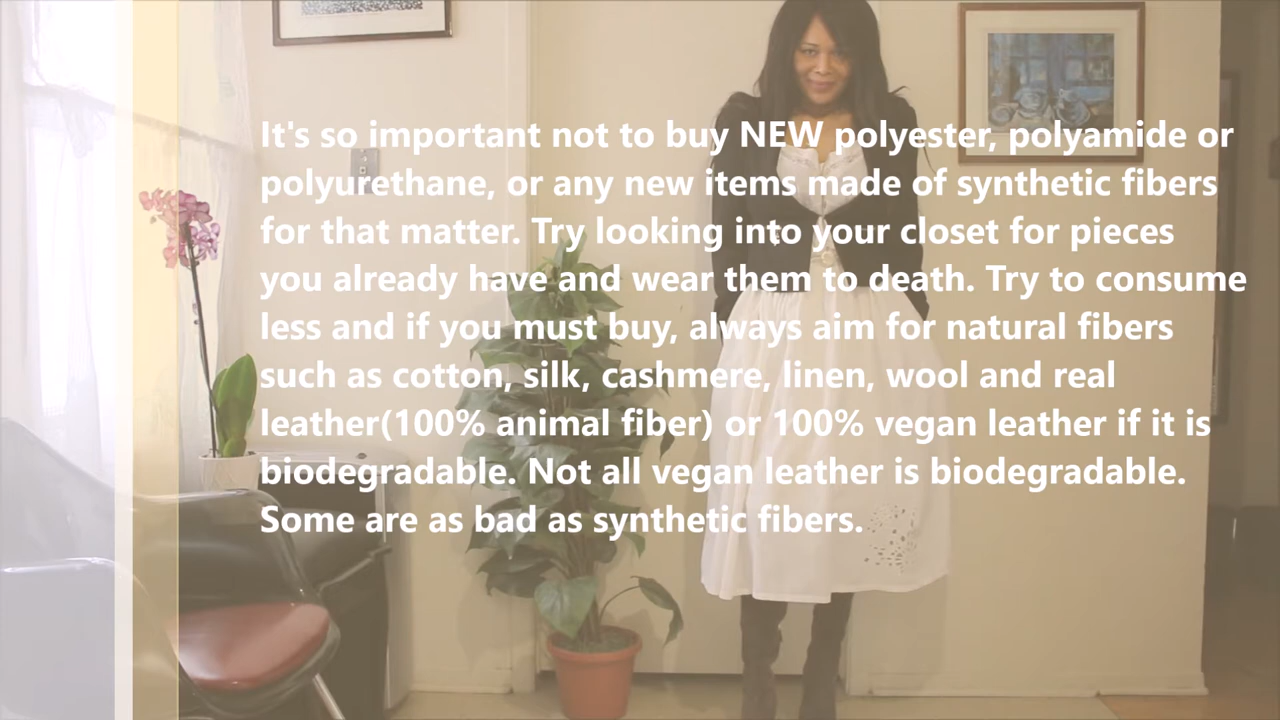 It's so important not to buy NEW polyester, polyamide or
polyurethane, or any new items made of synthetic fibers
for that matter. Try looking into your closet for pieces
you already have and wear them to death. Try to consume
less and if you must buy, always aim for natural fibers
such as cotton, silk, cashmere, linen, wool and real
leather(100% animal fiber) or 100% vegan leather if it is
biodegradable. Not all vegan leather is biodegradable.
Some are as bad as synthetic fibers.